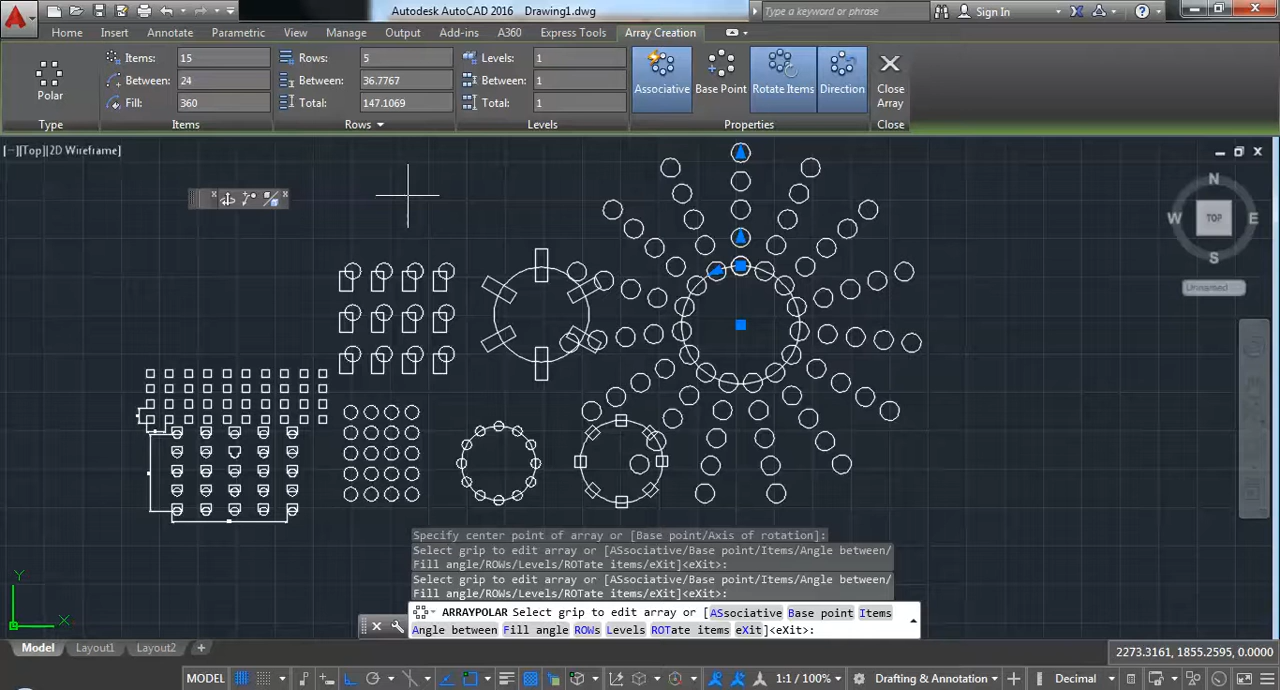 Autodesk AutoCAD 2016 Drawing1.dwg
Type a keyword or phrase
Sign In
Home Insert Annotate Parametric View Manage Output Add-ins A360 Express Tools Array Creation
Items: 15 Rows: 5 Levels: 1
Between: 24 Between: 36.7767 Between: 1
Fill: 360 Total: 147.1069 Total: 1
Polar
Associative Base Point Rotate Items Direction Close Array
Type Items Rows Levels Properties Close
[−][Top][2D Wireframe]
N
W TOP E
S
Unnamed
Specify center point of array or [Base point/Axis of rotation]:
Select grip to edit array or [ASsociative/Base point/Items/Angle between/
Fill angle/ROWs/Levels/ROTate items/eXit]<eXit>:
Select grip to edit array or [ASsociative/Base point/Items/Angle between/
Fill angle/ROWs/Levels/ROTate items/eXit]<eXit>:
ARRAYPOLAR Select grip to edit array or [ASsociative Base point Items
Angle between Fill angle ROWs Levels ROTate items eXit]<eXit>:
Y
X
Model Layout1 Layout2 +
2273.3161, 1855.2595, 0.0000
MODEL 1:1 / 100% Drafting & Annotation Decimal